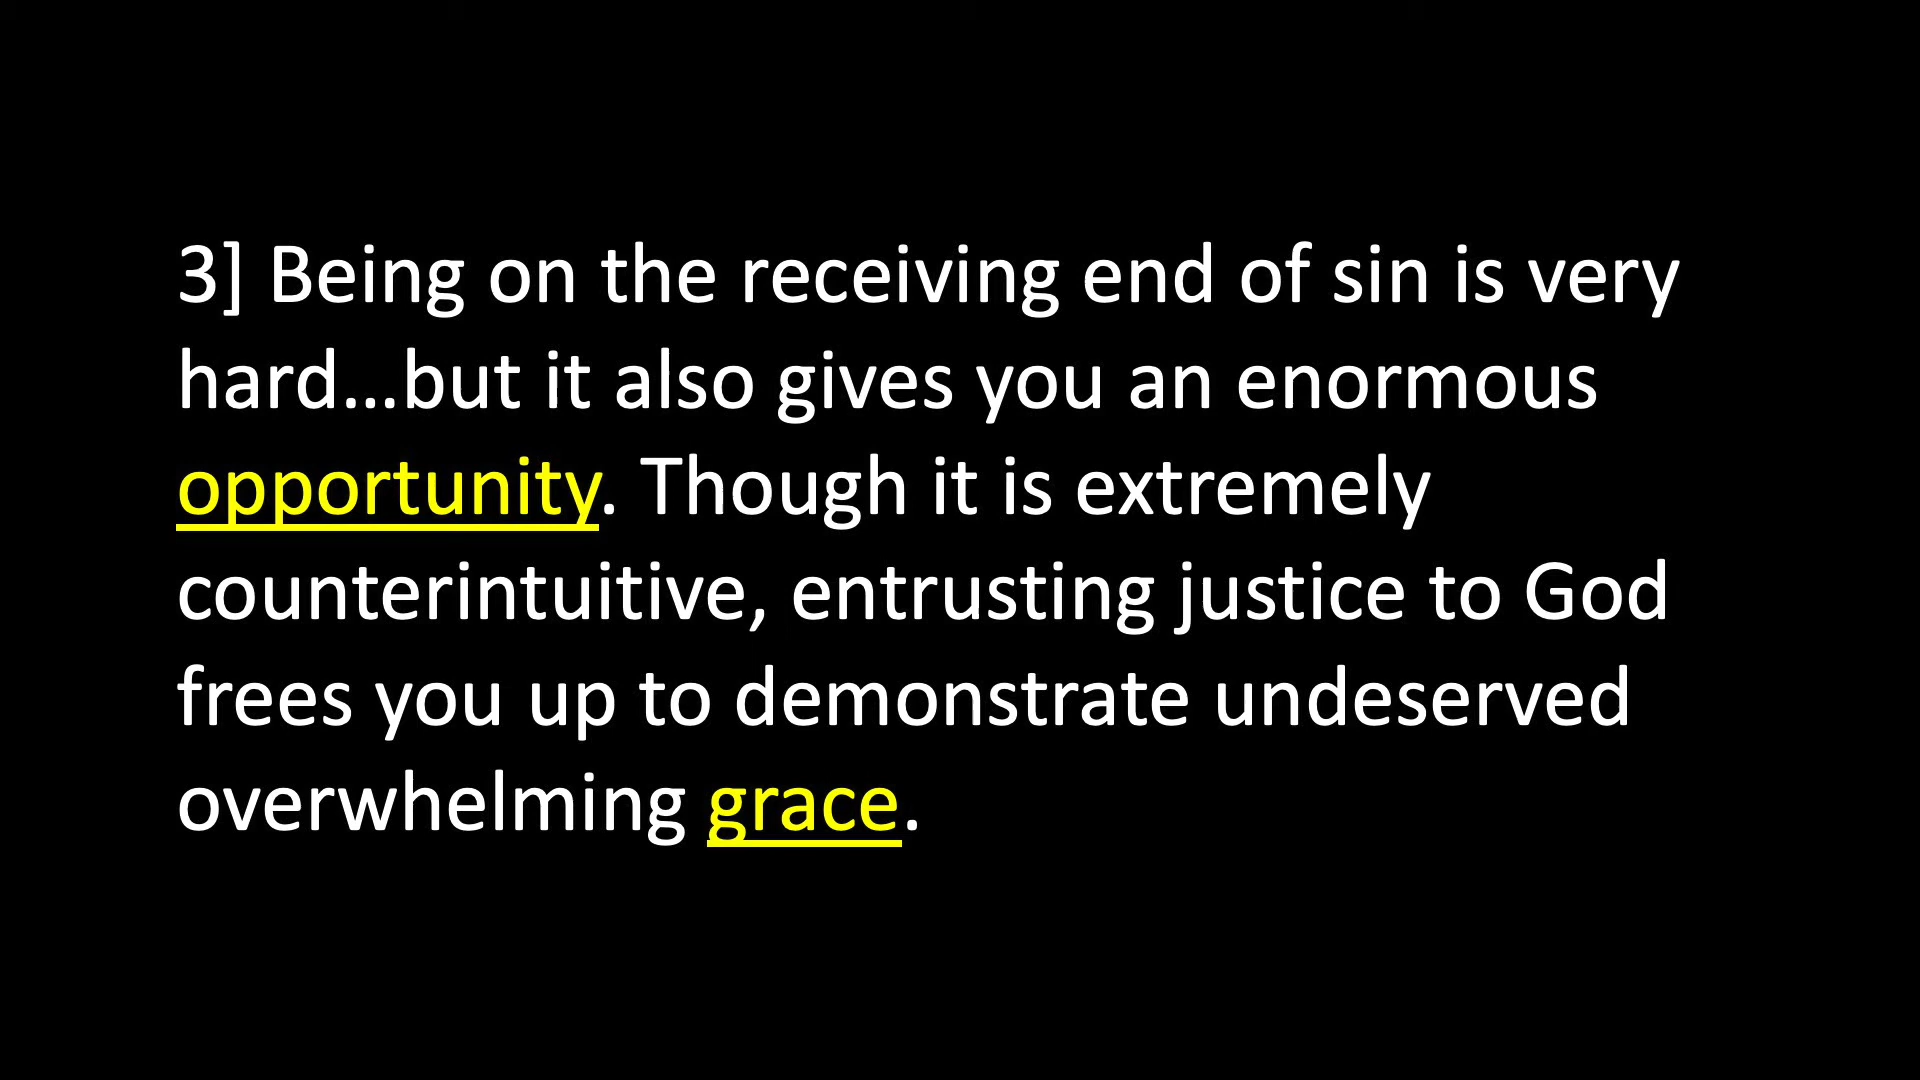 3] Being on the receiving end of sin is very
hard...but it also gives you an enormous
opportunity. Though it is extremely
counterintuitive, entrusting justice to God
frees you up to demonstrate undeserved
overwhelming grace.